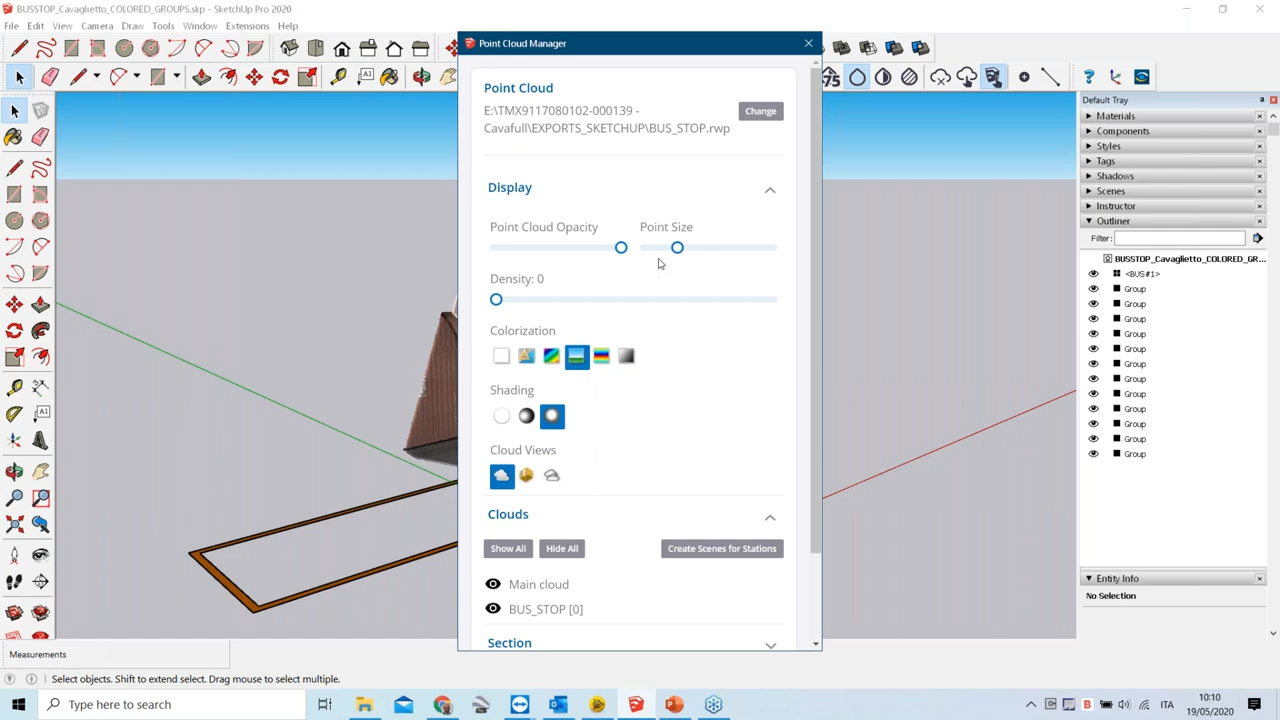 BUSSTOP_Cavaglietto_COLORED_GROUPS.skp - SketchUp Pro 2020
File Edit View Camera Draw Tools Window Extensions Help
Point Cloud Manager
75
Point Cloud
E:\TMX9117080102-000139 -
Cavafull\EXPORTS_SKETCHUP\BUS_STOP.rwp
Change
Display
Point Cloud Opacity
Point Size
Density: 0
Colorization
Shading
Cloud Views
Clouds
Show All
Hide All
Create Scenes for Stations
Main cloud
BUS_STOP [0]
Section
Default Tray
Materials
Components
Styles
Tags
Shadows
Scenes
Instructor
Outliner
Filter:
BUSSTOP_Cavaglietto_COLORED_GR...
<BUS#1>
Group
Group
Group
Group
Group
Group
Group
Group
Group
Group
Group
Group
Entity Info
No Selection
Measurements
Select objects. Shift to extend select. Drag mouse to select multiple.
Type here to search
ITA
10:10
19/05/2020